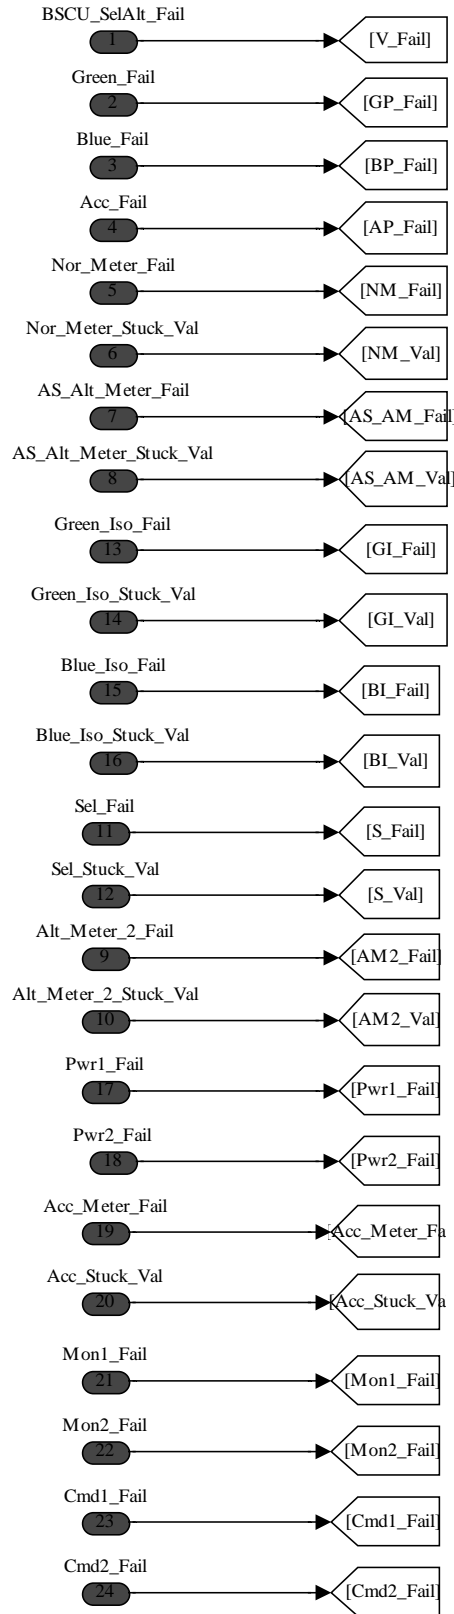 BSCU_SelAlt_Fail
1
[V_Fail]
Green_Fail
2
[GP_Fail]
Blue_Fail
3
[BP_Fail]
Acc_Fail
4
[AP_Fail]
Nor_Meter_Fail
5
[NM_Fail]
Nor_Meter_Stuck_Val
6
[NM_Val]
AS_Alt_Meter_Fail
7
[AS_AM_Fail]
AS_Alt_Meter_Stuck_Val
8
[AS_AM_Val]
Green_Iso_Fail
13
[GI_Fail]
Green_Iso_Stuck_Val
14
[GI_Val]
Blue_Iso_Fail
15
[BI_Fail]
Blue_Iso_Stuck_Val
16
[BI_Val]
Sel_Fail
11
[S_Fail]
Sel_Stuck_Val
12
[S_Val]
Alt_Meter_2_Fail
9
[AM2_Fail]
Alt_Meter_2_Stuck_Val
10
[AM2_Val]
Pwr1_Fail
17
[Pwr1_Fail]
Pwr2_Fail
18
[Pwr2_Fail]
Acc_Meter_Fail
19
[Acc_Meter_Fa
Acc_Stuck_Val
20
[Acc_Stuck_Va
Mon1_Fail
21
[Mon1_Fail]
Mon2_Fail
22
[Mon2_Fail]
Cmd1_Fail
23
[Cmd1_Fail]
Cmd2_Fail
24
[Cmd2_Fail]